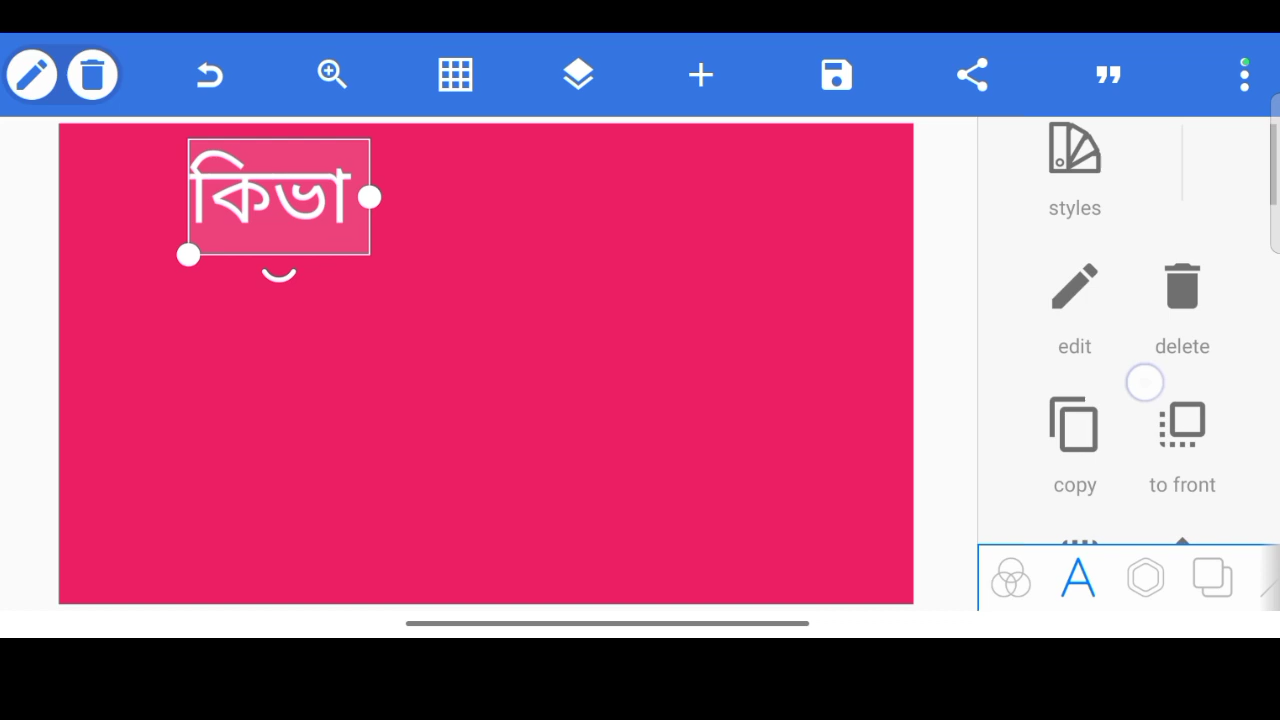 কিভা
styles
edit delete
copy to front